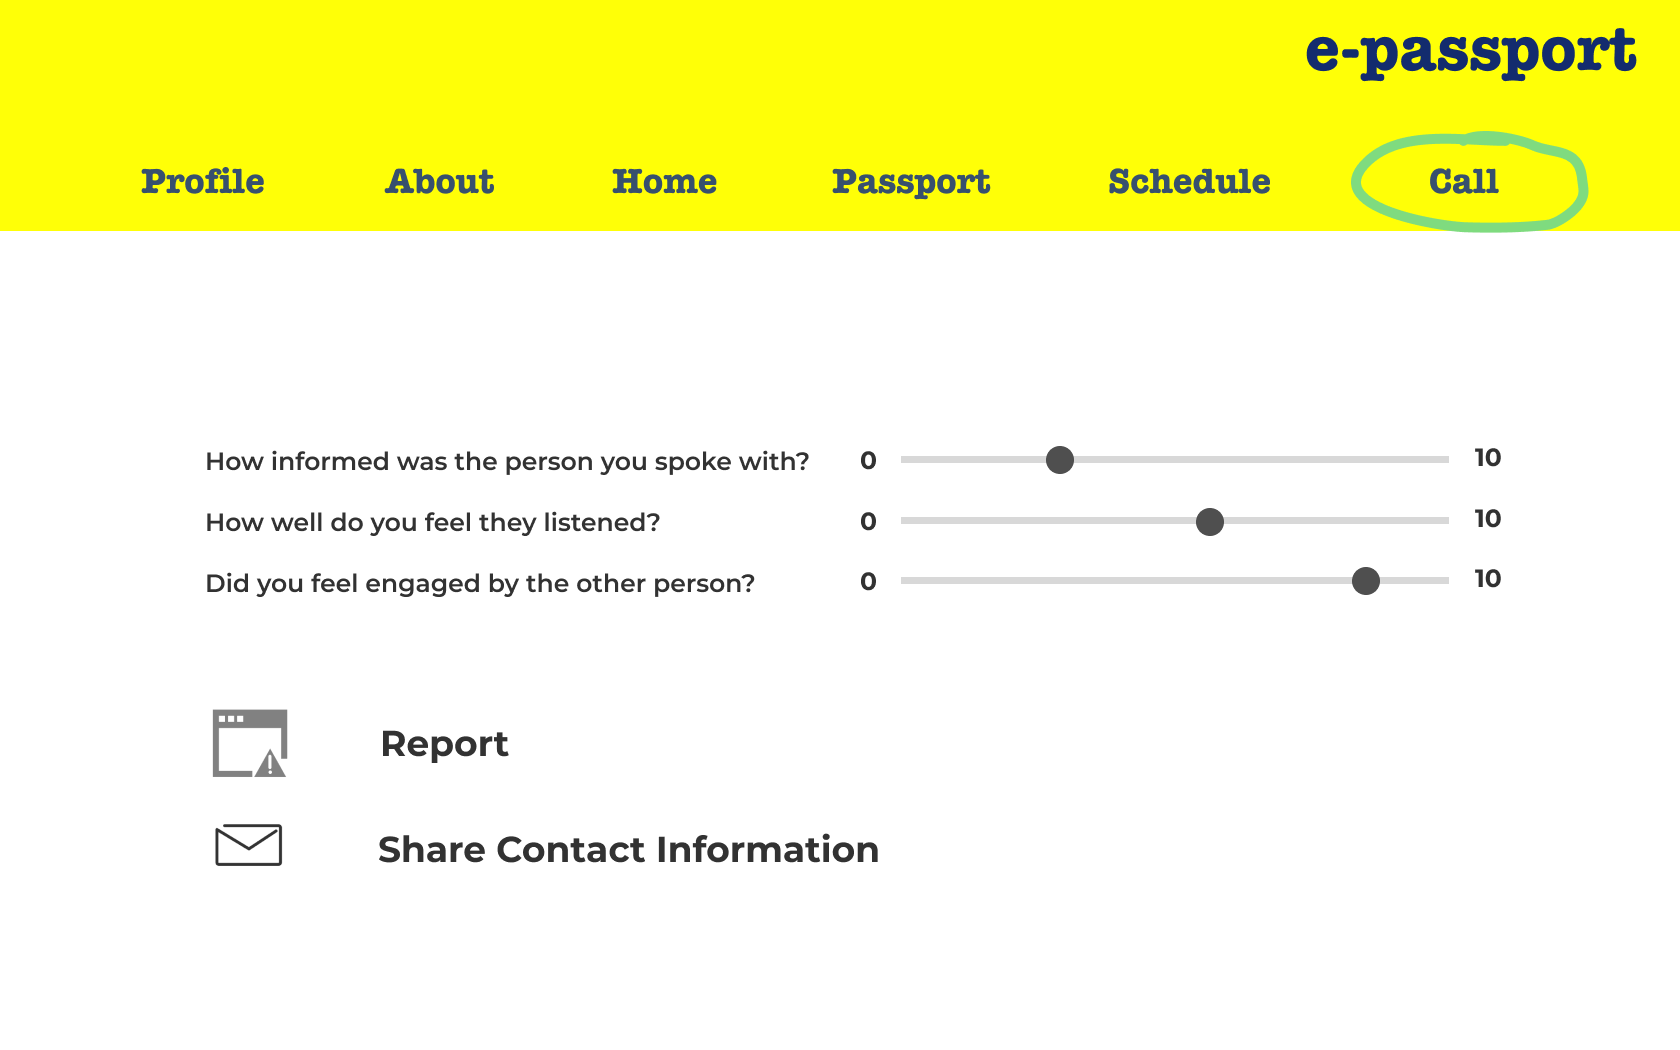 e-passport
Profile About Home Passport Schedule Call
How informed was the person you spoke with? 0 10
How well do you feel they listened? 0 10
Did you feel engaged by the other person? 0 10
Report
Share Contact Information